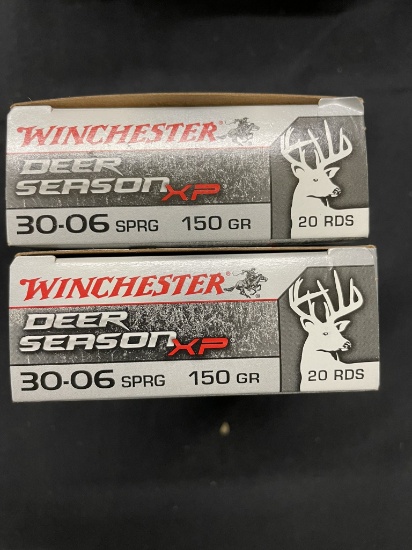 WINCHESTER
DEER
SEASON XP
30-06 SPRG 150 GR 20 RDS
WINCHESTER
DEER
SEASON XP
30-06 SPRG 150 GR 20 RDS